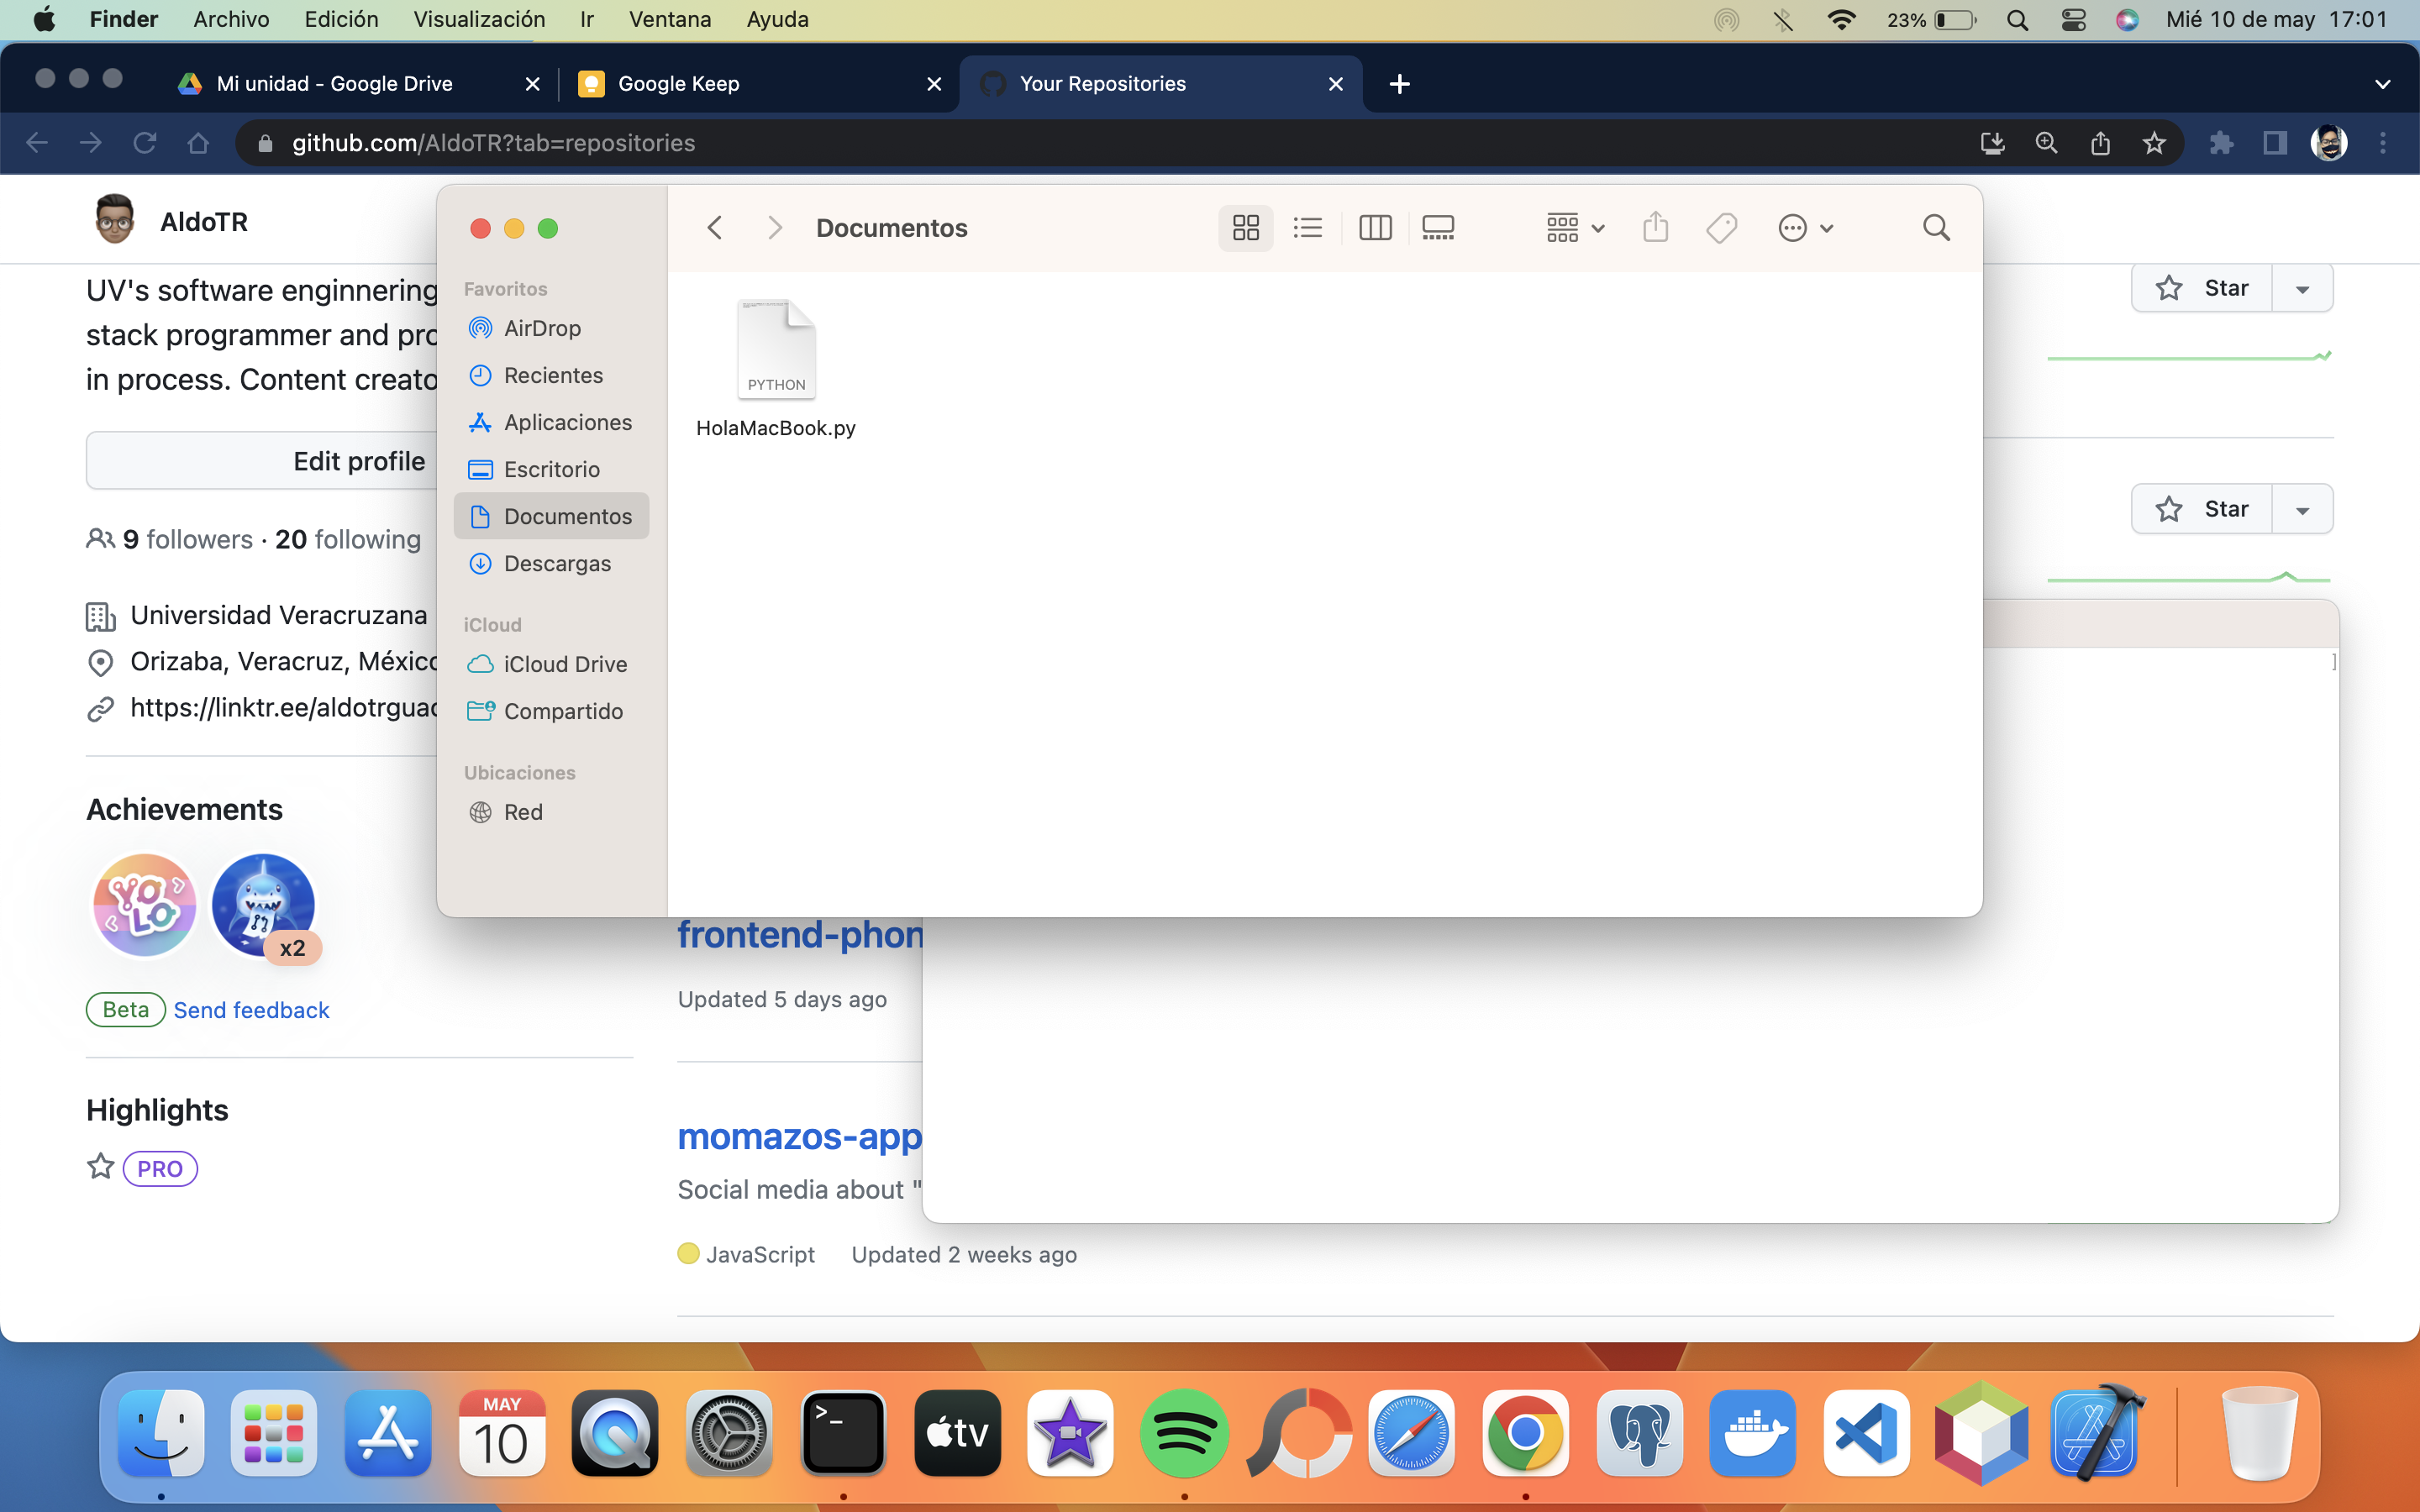 Finder Archivo Edición Visualización Ir Ventana Ayuda 23% Mié 10 de may 17:01
Mi unidad - Google Drive Google Keep Your Repositories
github.com/AldoTR?tab=repositories
AldoTR
UV's software enginnering
stack programmer and pro
in process. Content creato
Edit profile
9 followers · 20 following
Universidad Veracruzana
Orizaba, Veracruz, México
https://linktr.ee/aldotrguac
Achievements
YOLO
x2
Beta Send feedback
Highlights
PRO
Documentos
Favoritos
AirDrop
Recientes
Aplicaciones
Escritorio
Documentos
Descargas
iCloud
iCloud Drive
Compartido
Ubicaciones
Red
PYTHON
HolaMacBook.py
Star
Star
]
frontend-phon
Updated 5 days ago
momazos-app
Social media about "
JavaScript Updated 2 weeks ago
MAY
10
>_
tv